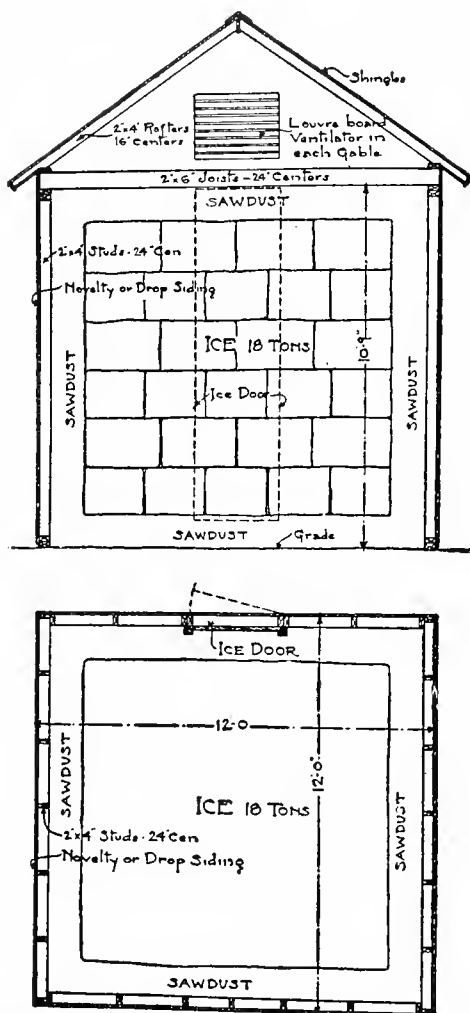 Shingles
2"x4" Rafters
16" Centers
Louvre board
Ventilator in
each Gable
2"x6" Joists - 24" Centers
SAWDUST
2"x4" Studs - 24" Cen
Novelty or Drop Siding
ICE 18 TONS
10'-9"
SAWDUST
Ice Door
SAWDUST
SAWDUST
Grade
ICE DOOR
12'-0
12'-0"
SAWDUST
ICE 18 TONS
2"x4" Studs - 24" Cen
Novelty or Drop Siding
SAWDUST
SAWDUST